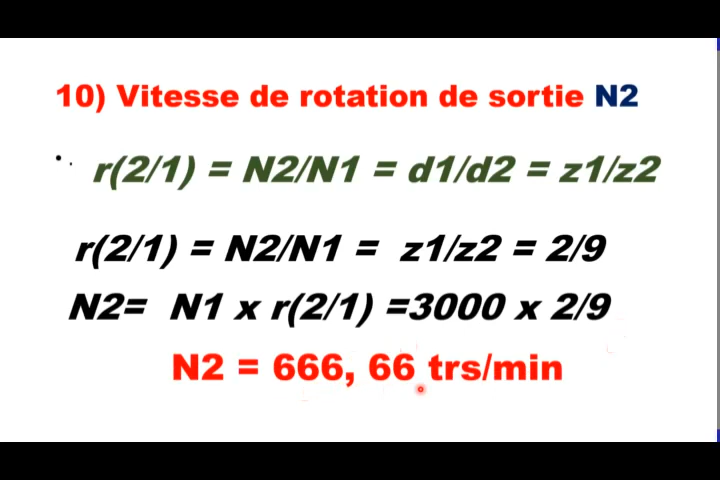 10) Vitesse de rotation de sortie N2
r(2/1) = N2/N1 = d1/d2 = z1/z2
r(2/1) = N2/N1 = z1/z2 = 2/9
N2= N1 x r(2/1) =3000 x 2/9
N2 = 666, 66 trs/min